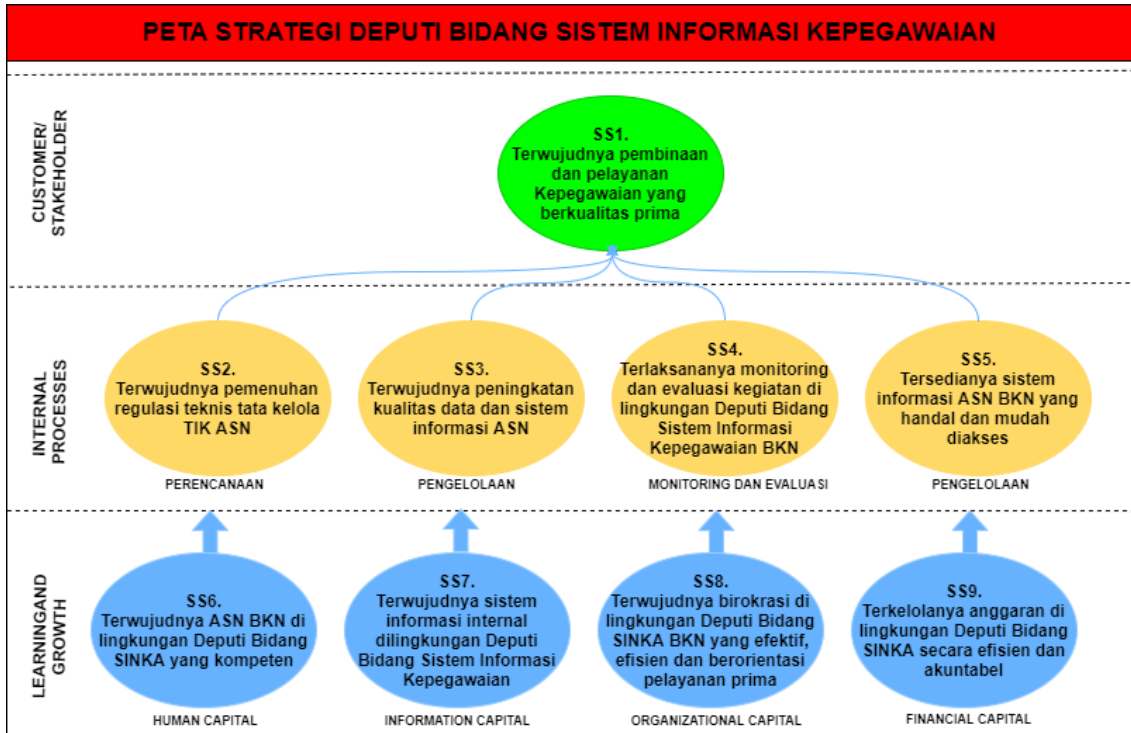 PETA STRATEGI DEPUTI BIDANG SISTEM INFORMASI KEPEGAWAIAN
CUSTOMER/
STAKEHOLDER
SS1.
Terwujudnya pembinaan
dan pelayanan
Kepegawaian yang
berkualitas prima
INTERNAL
PROCESSES
SS2.
Terwujudnya pemenuhan
regulasi teknis tata kelola
TIK ASN
PERENCANAAN
SS3.
Terwujudnya peningkatan
kualitas data dan sistem
informasi ASN
PENGELOLAAN
SS4.
Terlaksananya monitoring
dan evaluasi kegiatan di
lingkungan Deputi Bidang
Sistem Informasi
Kepegawaian BKN
MONITORING DAN EVALUASI
SS5.
Tersedianya sistem
informasi ASN BKN yang
handal dan mudah
diakses
PENGELOLAAN
LEARNINGAND
GROWTH
SS6.
Terwujudnya ASN BKN di
lingkungan Deputi Bidang
SINKA yang kompeten
HUMAN CAPITAL
SS7.
Terwujudnya sistem
informasi internal
dilingkungan Deputi
Bidang Sistem Informasi
Kepegawaian
INFORMATION CAPITAL
SS8.
Terwujudnya birokrasi di
lingkungan Deputi Bidang
SINKA BKN yang efektif,
efisien dan berorientasi
pelayanan prima
ORGANIZATIONAL CAPITAL
SS9.
Terkelolanya anggaran di
lingkungan Deputi Bidang
SINKA secara efisien dan
akuntabel
FINANCIAL CAPITAL